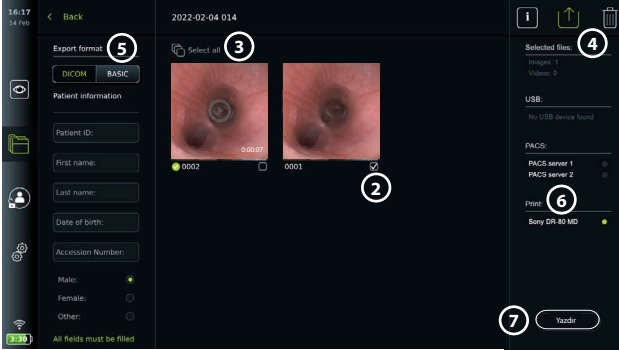 16:17
14 Feb
Back
2022-02-04 014
i
Export format
5
DICOM
BASIC
Patient information
Patient ID:
First name:
Last name:
Date of birth:
Accession Number:
Male:
Female:
Other:
All fields must be filled
3:30
Select all
3
0:00:07
0002
0001
2
4
Selected files:
Images: 1
Videos: 0
USB:
No USB device found
PACS:
PACS server 1
PACS server 2
Print:
6
Sony DR-80 MD
7
Yazdır